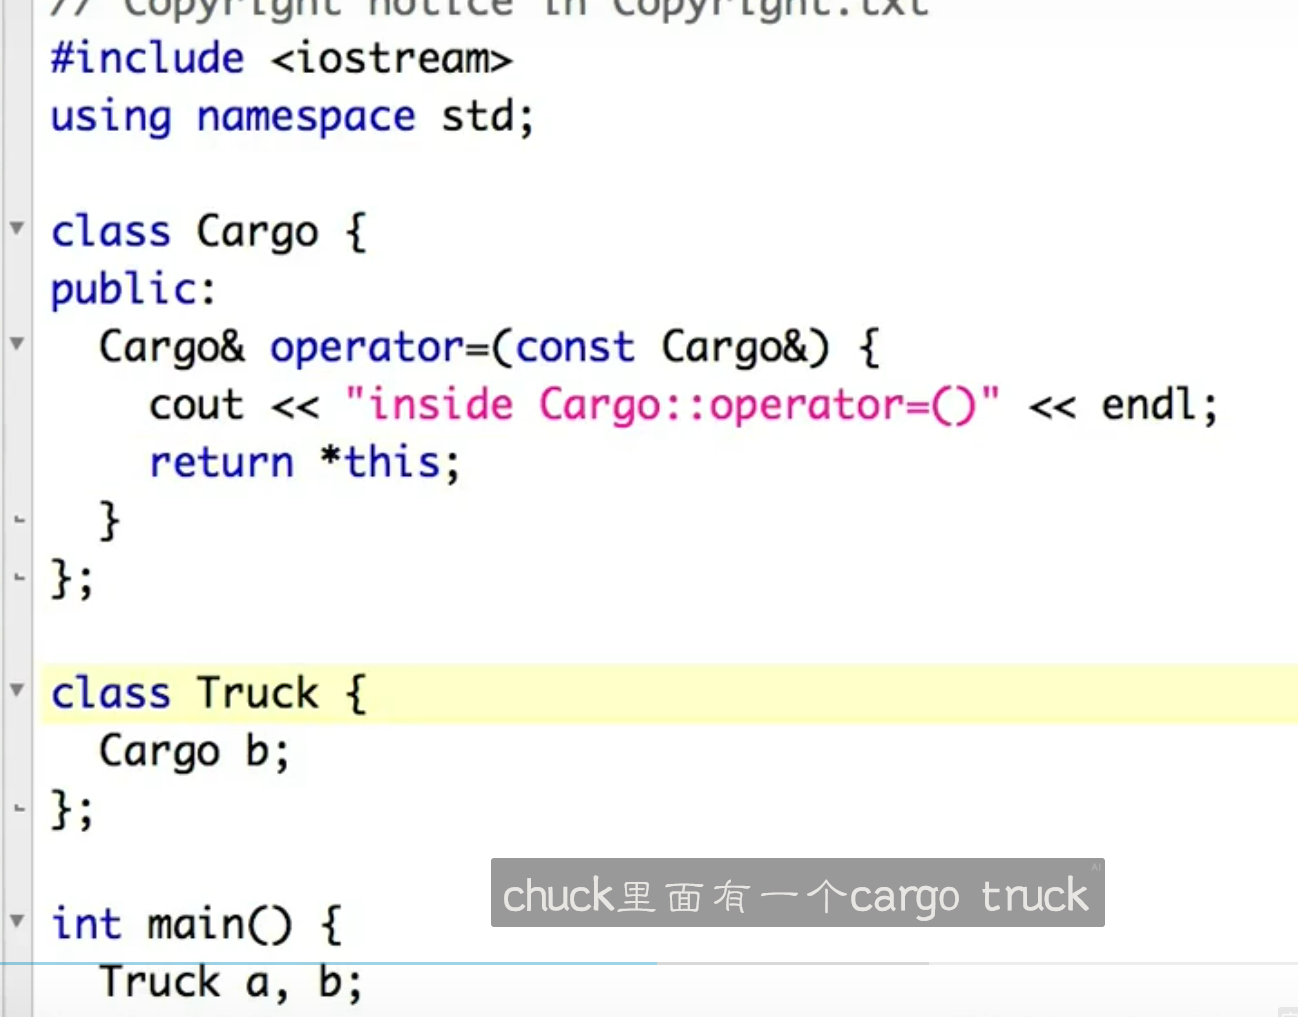 // Copyright notice in Copyright.txt
#include <iostream>
using namespace std;
class Cargo {
public:
Cargo& operator=(const Cargo&) {
cout << "inside Cargo::operator=()" << endl;
return *this;
}
};
class Truck {
Cargo b;
};
AI
chuck里面有一个cargo truck
int main() {
Truck a, b;